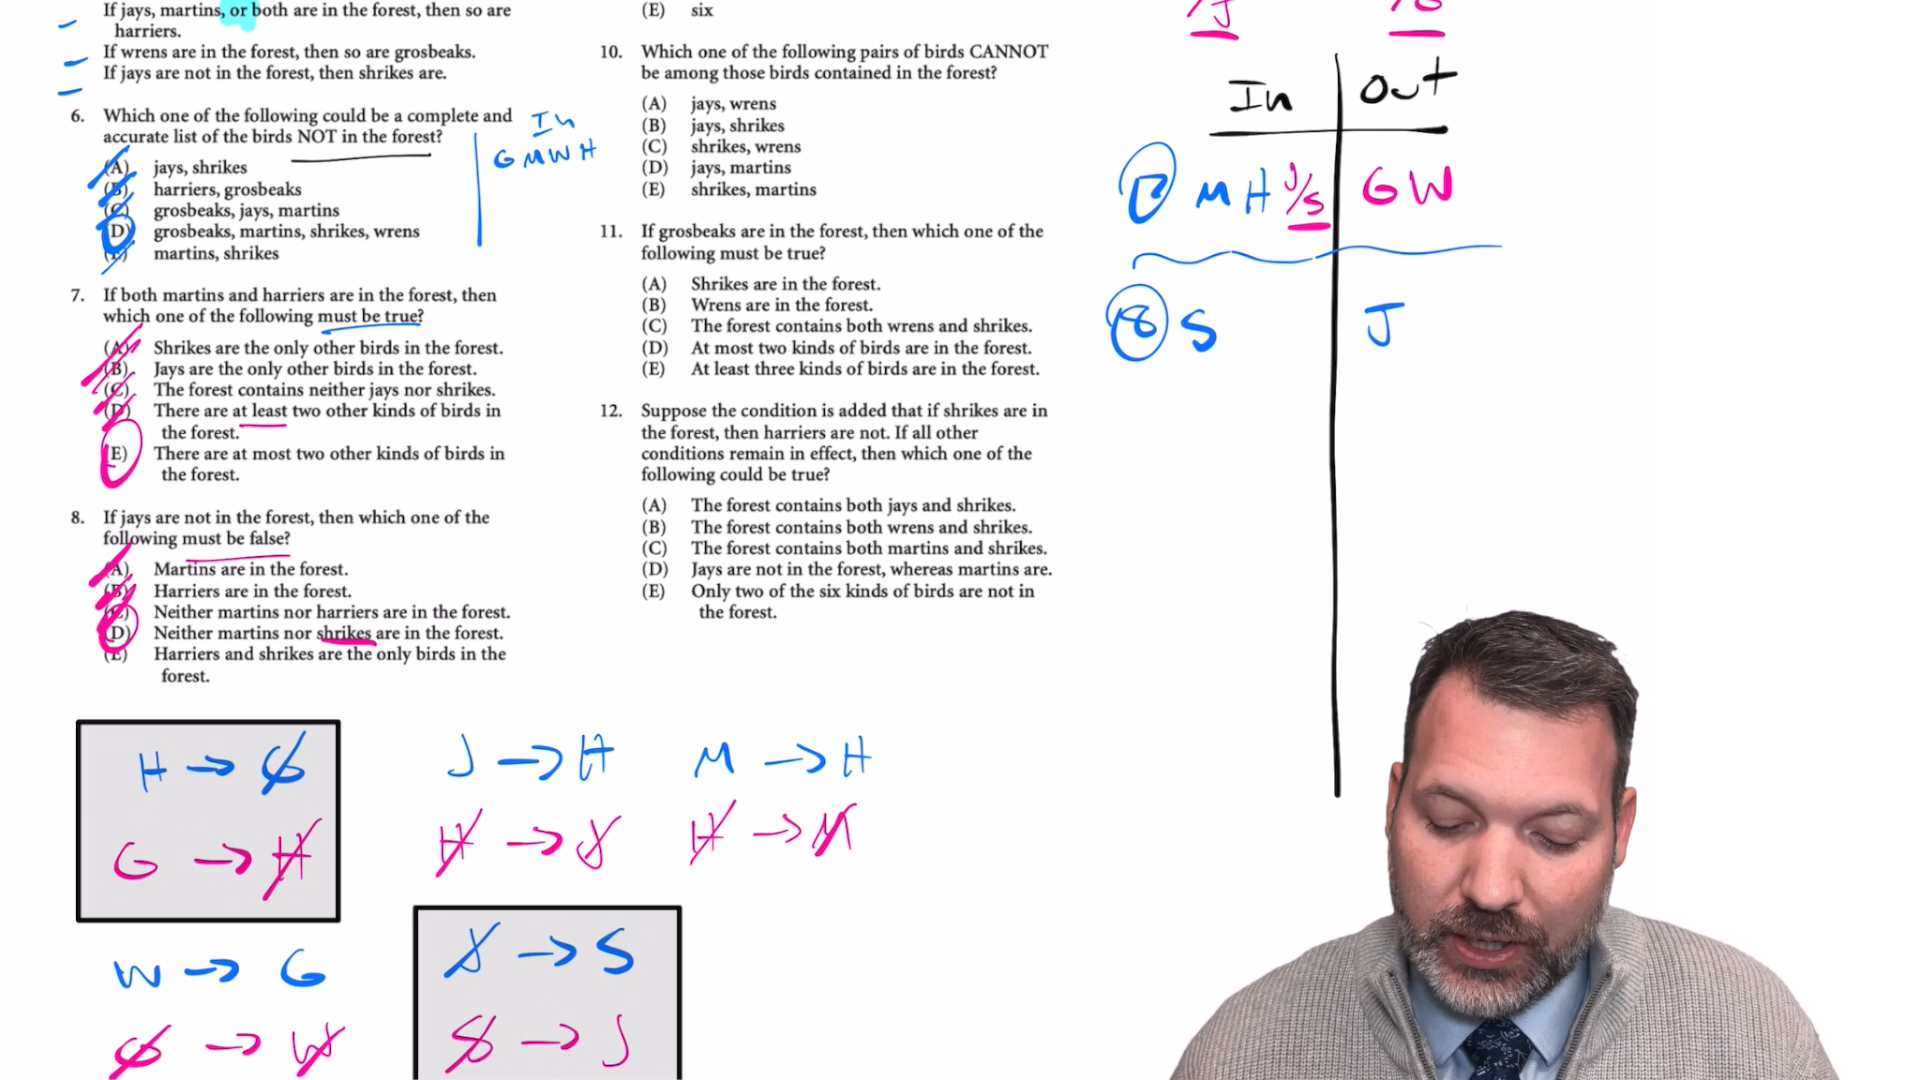 If jays, martins, or both are in the forest, then so are
harriers.
If wrens are in the forest, then so are grosbeaks.
If jays are not in the forest, then shrikes are.
6. Which one of the following could be a complete and
accurate list of the birds NOT in the forest?
(A) jays, shrikes
(B) harriers, grosbeaks
(C) grosbeaks, jays, martins
(D) grosbeaks, martins, shrikes, wrens
(E) martins, shrikes
In
G M W H
7. If both martins and harriers are in the forest, then
which one of the following must be true?
(A) Shrikes are the only other birds in the forest.
(B) Jays are the only other birds in the forest.
(C) The forest contains neither jays nor shrikes.
(D) There are at least two other kinds of birds in
the forest.
(E) There are at most two other kinds of birds in
the forest.
8. If jays are not in the forest, then which one of the
following must be false?
(A) Martins are in the forest.
(B) Harriers are in the forest.
(C) Neither martins nor harriers are in the forest.
(D) Neither martins nor shrikes are in the forest.
(E) Harriers and shrikes are the only birds in the
forest.
(E) six
10. Which one of the following pairs of birds CANNOT
be among those birds contained in the forest?
(A) jays, wrens
(B) jays, shrikes
(C) shrikes, wrens
(D) jays, martins
(E) shrikes, martins
11. If grosbeaks are in the forest, then which one of the
following must be true?
(A) Shrikes are in the forest.
(B) Wrens are in the forest.
(C) The forest contains both wrens and shrikes.
(D) At most two kinds of birds are in the forest.
(E) At least three kinds of birds are in the forest.
12. Suppose the condition is added that if shrikes are in
the forest, then harriers are not. If all other
conditions remain in effect, then which one of the
following could be true?
(A) The forest contains both jays and shrikes.
(B) The forest contains both wrens and shrikes.
(C) The forest contains both martins and shrikes.
(D) Jays are not in the forest, whereas martins are.
(E) Only two of the six kinds of birds are not in
the forest.
In Out
M H J/S G W
8 S J
H → G
G → H
J → H
H → J
M → H
H → M
W → G
G → W
J → S
S → J